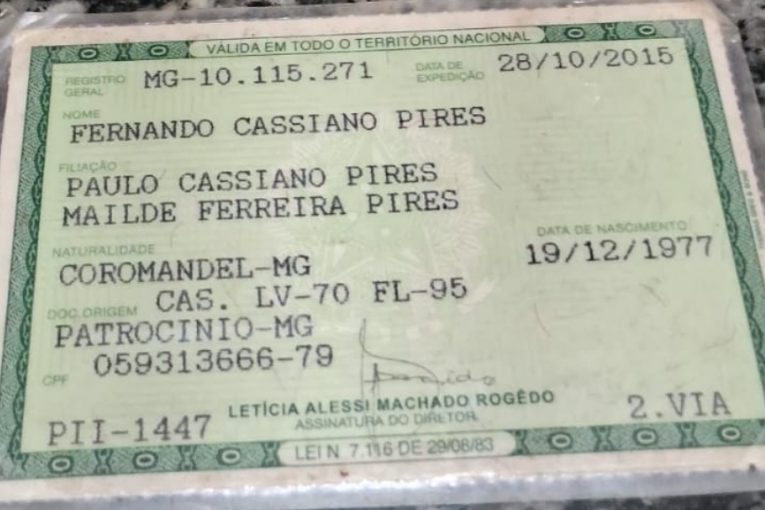 VÁLIDA EM TODO O TERRITÓRIO NACIONAL
REGISTRO GERAL MG-10.115.271 DATA DE EXPEDIÇÃO 28/10/2015
NOME
FERNANDO CASSIANO PIRES
FILIAÇÃO
PAULO CASSIANO PIRES
MAILDE FERREIRA PIRES
NATURALIDADE DATA DE NASCIMENTO
COROMANDEL-MG 19/12/1977
DOC.ORIGEM CAS. LV-70 FL-95
PATROCINIO-MG
CPF 059313666-79
LETÍCIA ALESSI MACHADO ROGÊDO
PII-1447 ASSINATURA DO DIRETOR 2.VIA
LEI N 7.116 DE 29/08/83